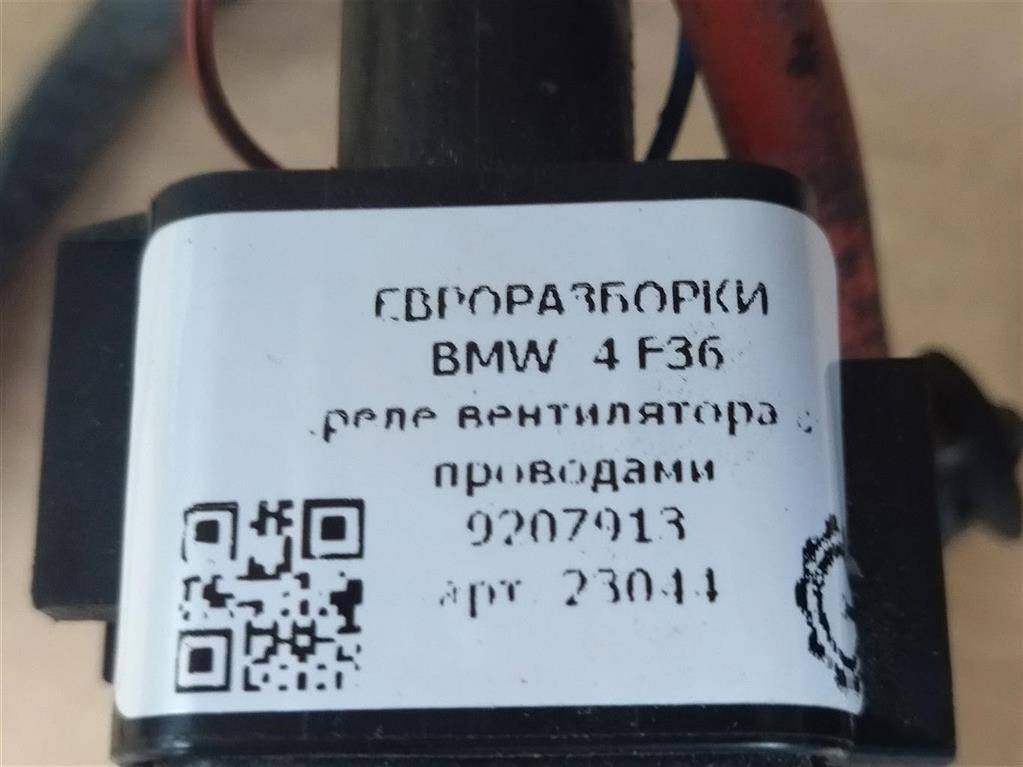 ЕВРОРАЗБОРКИ
BMW 4 F36
реле вентилятора с
проводами
9207913
арт. 23044